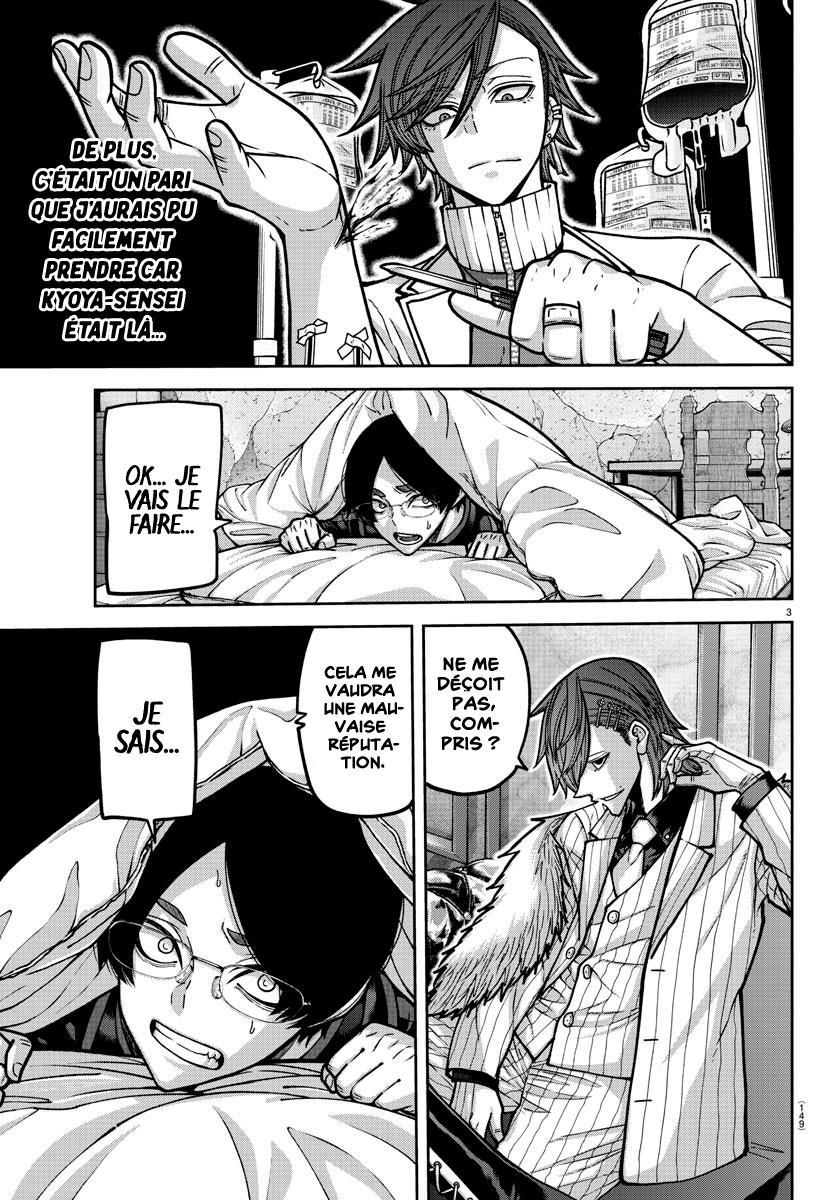 DE PLUS,
C'ÉTAIT UN PARI
QUE J'AURAIS PU
FACILEMENT
PRENDRE CAR
KYOYA-SENSEI
ÉTAIT LÀ...
OK... JE
VAIS LE
FAIRE...
3
NE ME
DÉÇOIT
PAS,
COM-
PRIS ?
CELA ME
VAUDRA
UNE MAU-
VAISE
RÉPUTA-
TION.
JE
SAIS...
(149)